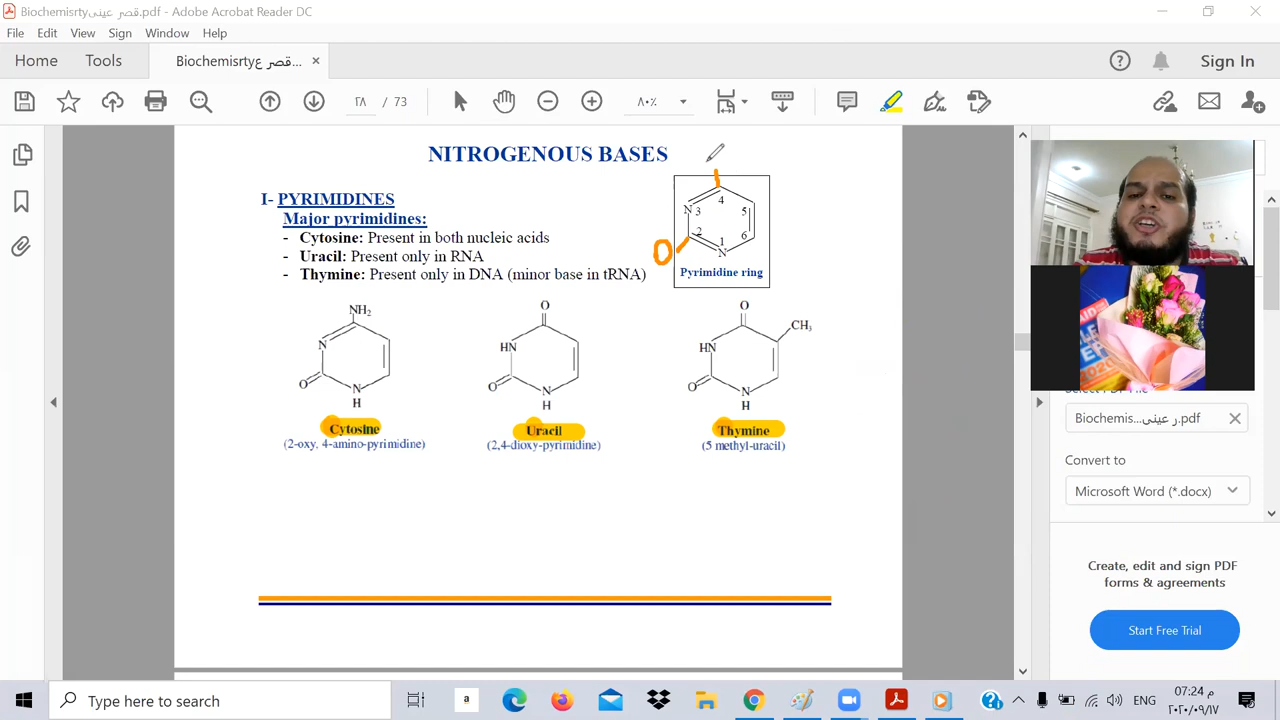 Biochemisrtyقصر عينى.pdf - Adobe Acrobat Reader DC
File Edit View Sign Window Help
Home Tools Biochemisrtyقصر ع... × Sign In
٢٨ / 73 ٨٠٪
NITROGENOUS BASES
I- PYRIMIDINES
Major pyrimidines:
- Cytosine: Present in both nucleic acids
- Uracil: Present only in RNA
- Thymine: Present only in DNA (minor base in tRNA)
4
N 3 5
2 1 6
N
O
Pyrimidine ring
NH₂
N
O N
H
Cytosine
(2-oxy, 4-amino-pyrimidine)
O
HN
O N
H
Uracil
(2,4-dioxy-pyrimidine)
O
CH₃
HN
O N
H
Thymine
(5 methyl-uracil)
Select PDF File
Biochemis...ر عينى.pdf
Convert to
Microsoft Word (*.docx)
Create, edit and sign PDF
forms & agreements
Start Free Trial
Type here to search
a
ENG
07:24 م
٢٠٢٠/٠٩/١٧